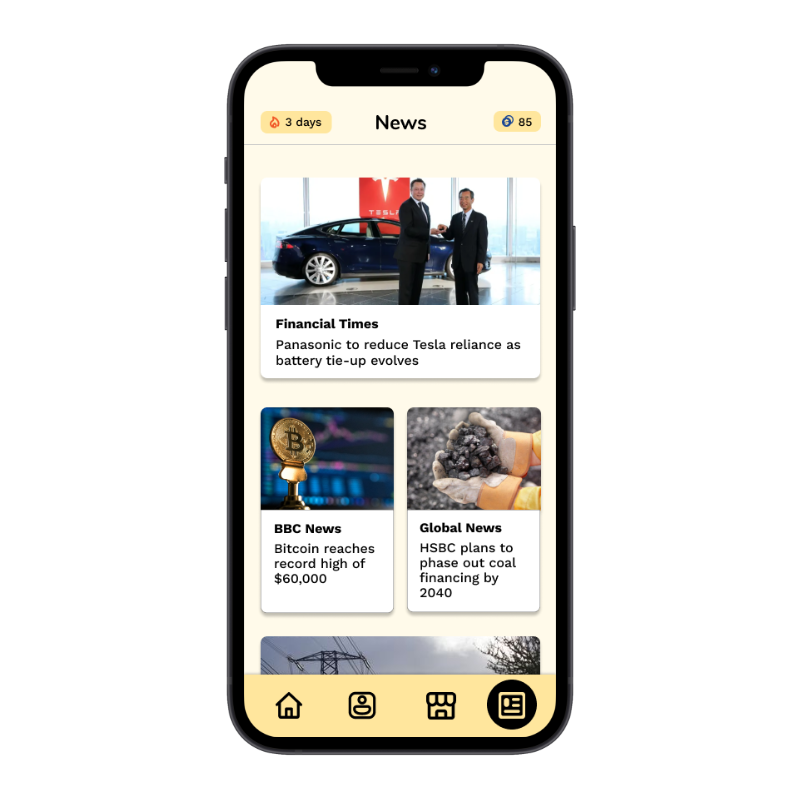 3 days
News
85
TESLA
Financial Times
Panasonic to reduce Tesla reliance as
battery tie-up evolves
BBC News
Bitcoin reaches
record high of
$60,000
Global News
HSBC plans to
phase out coal
financing by
2040